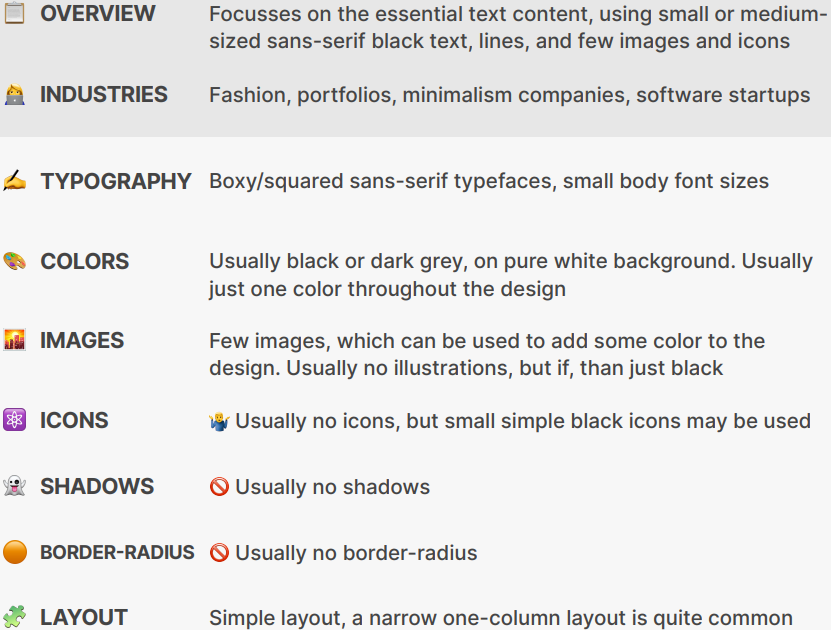 OVERVIEW Focusses on the essential text content, using small or medium-
sized sans-serif black text, lines, and few images and icons
INDUSTRIES Fashion, portfolios, minimalism companies, software startups
TYPOGRAPHY Boxy/squared sans-serif typefaces, small body font sizes
COLORS Usually black or dark grey, on pure white background. Usually
just one color throughout the design
IMAGES Few images, which can be used to add some color to the
design. Usually no illustrations, but if, than just black
ICONS Usually no icons, but small simple black icons may be used
SHADOWS Usually no shadows
BORDER-RADIUS Usually no border-radius
LAYOUT Simple layout, a narrow one-column layout is quite common